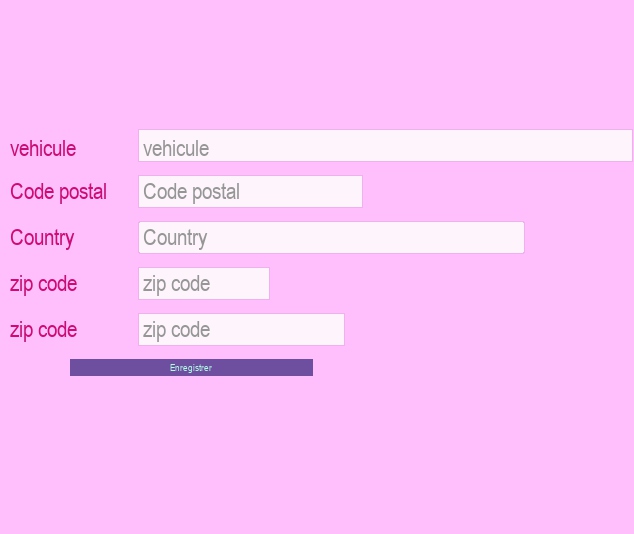 vehicule vehicule
Code postal Code postal
Country Country
zip code zip code
zip code zip code
Enregistrer